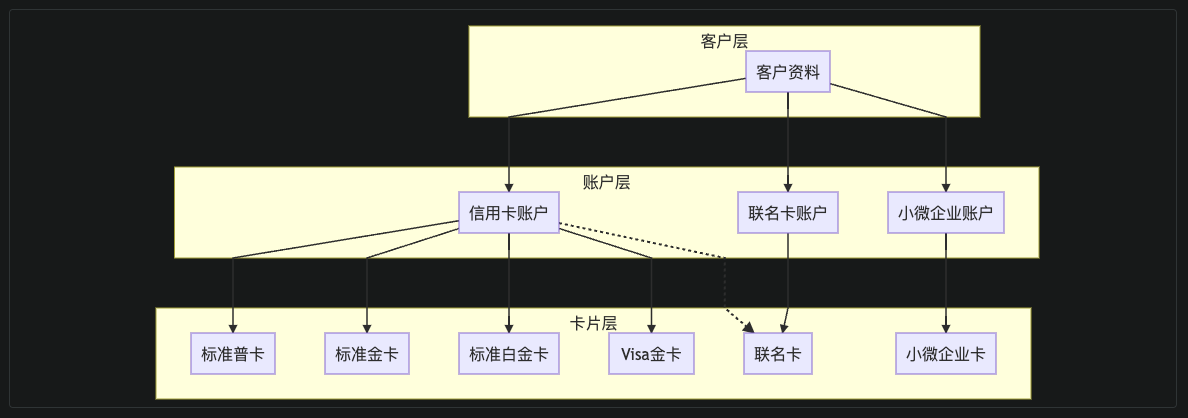 客户层
客户资料
账户层
信用卡账户
联名卡账户
小微企业账户
卡片层
标准普卡
标准金卡
标准白金卡
Visa金卡
联名卡
小微企业卡